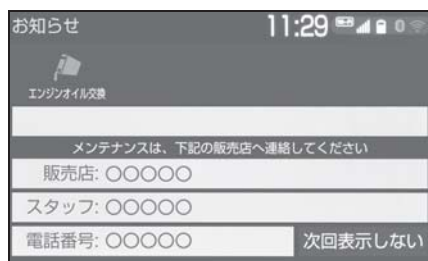 お知らせ 11:29
エンジンオイル交換
メンテナンスは、下記の販売店へ連絡してください
販売店: ○○○○○
スタッフ: ○○○○○
電話番号: ○○○○○ 次回表示しない